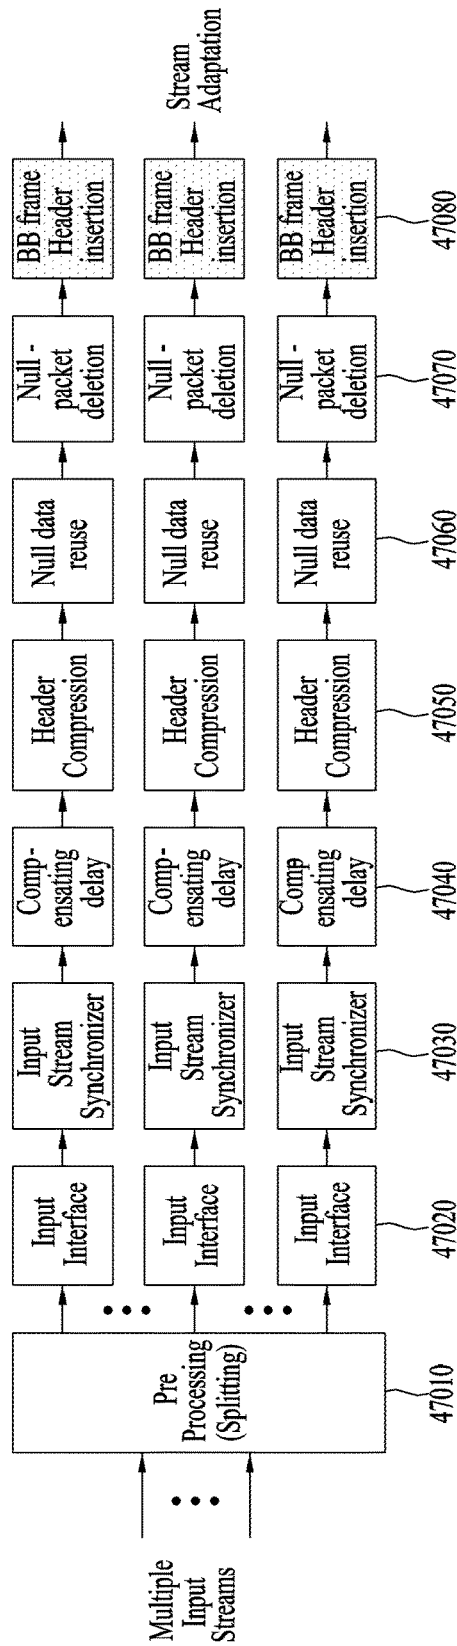 Multiple
Input
Streams
Pre
Processing
(Splitting)
47010
Input
Interface
Input
Stream
Synchronizer
Comp -
ensating
delay
Header
Compression
Null data
reuse
Null -
packet
deletion
BB frame
Header
insertion
Input
Interface
Input
Stream
Synchronizer
Comp -
ensating
delay
Header
Compression
Null data
reuse
Null -
packet
deletion
BB frame
Header
insertion
Stream
Adaptation
Input
Interface
Input
Stream
Synchronizer
Comp -
ensating
delay
Header
Compression
Null data
reuse
Null -
packet
deletion
BB frame
Header
insertion
47020
47030
47040
47050
47060
47070
47080